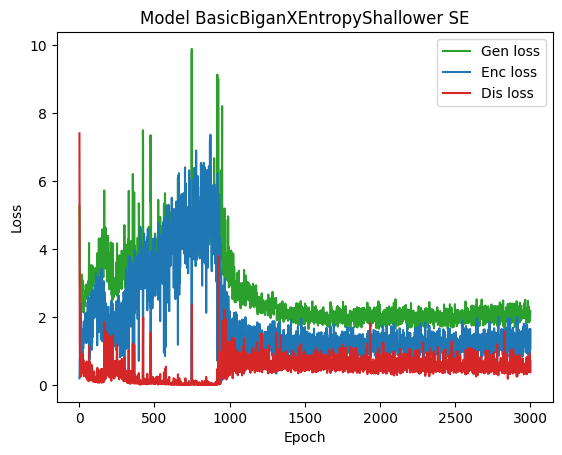 Model BasicBiganXEntropyShallower SE
Gen loss
Enc loss
Dis loss
10
8
6
4
2
0
Loss
0
500
1000
1500
2000
2500
3000
Epoch